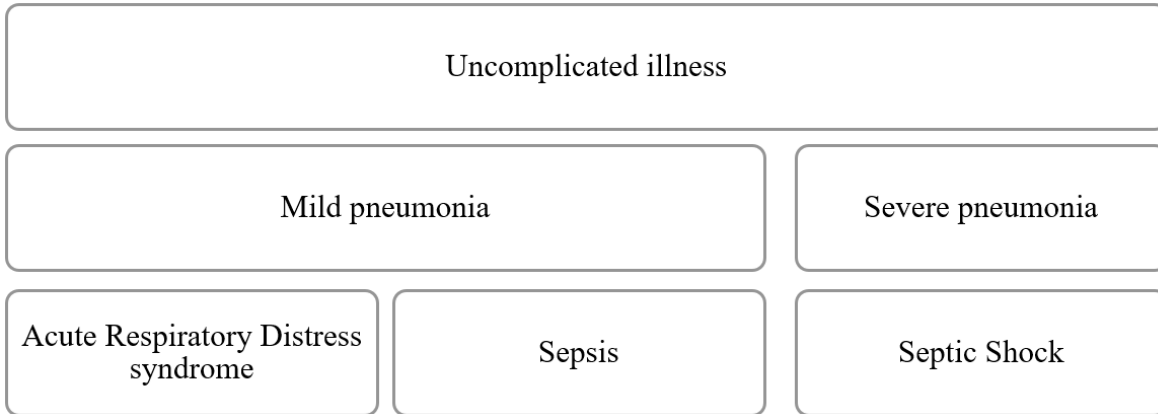 Uncomplicated illness
Mild pneumonia
Severe pneumonia
Acute Respiratory Distress
syndrome
Sepsis
Septic Shock